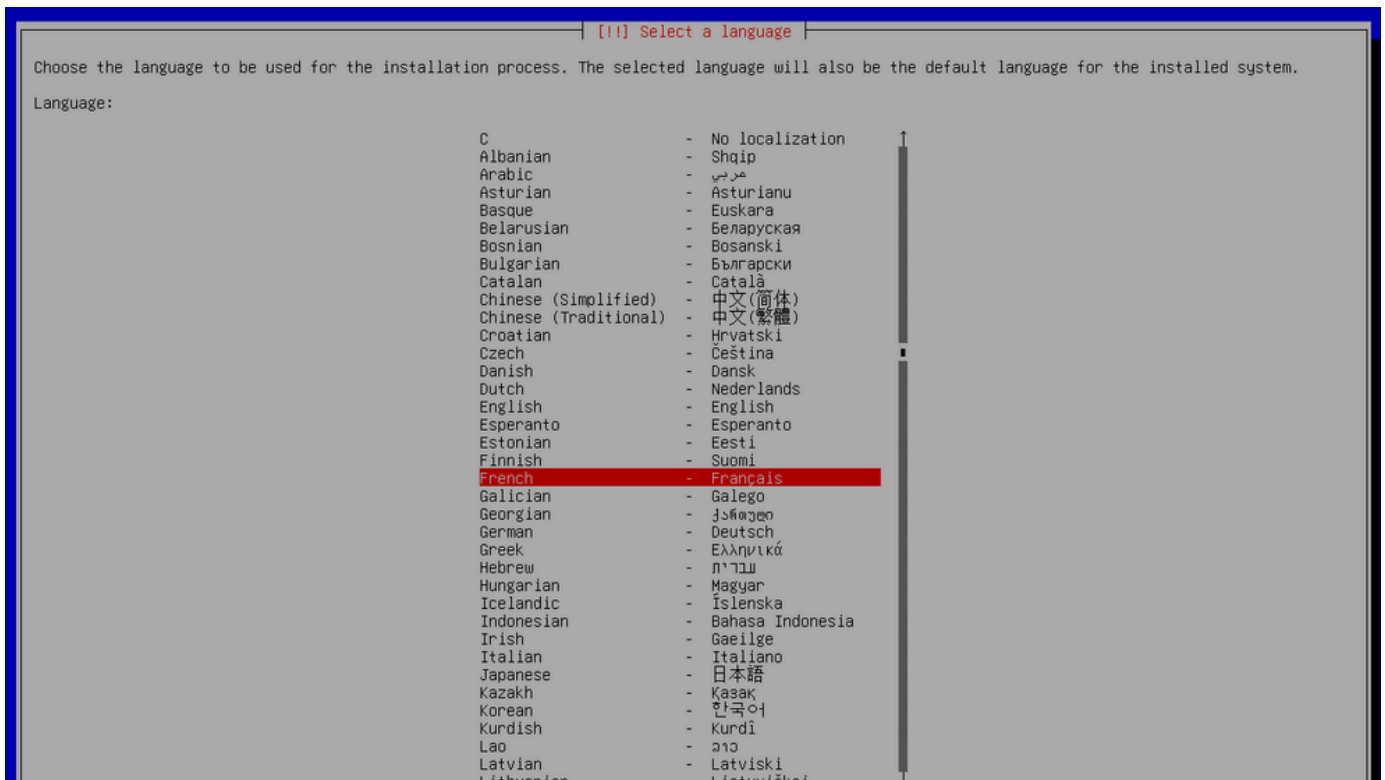 [!!] Select a language
Choose the language to be used for the installation process. The selected language will also be the default language for the installed system.
Language:
C - No localization
Albanian - Shqip
Arabic - عربي
Asturian - Asturianu
Basque - Euskara
Belarusian - Беларуская
Bosnian - Bosanski
Bulgarian - Български
Catalan - Català
Chinese (Simplified) - 中文(简体)
Chinese (Traditional) - 中文(繁體)
Croatian - Hrvatski
Czech - Čeština
Danish - Dansk
Dutch - Nederlands
English - English
Esperanto - Esperanto
Estonian - Eesti
Finnish - Suomi
French - Français
Galician - Galego
Georgian - ქართული
German - Deutsch
Greek - Ελληνικά
Hebrew - עברית
Hungarian - Magyar
Icelandic - Íslenska
Indonesian - Bahasa Indonesia
Irish - Gaeilge
Italian - Italiano
Japanese - 日本語
Kazakh - Қазақ
Korean - 한국어
Kurdish - Kurdî
Lao - ລາວ
Latvian - Latviski